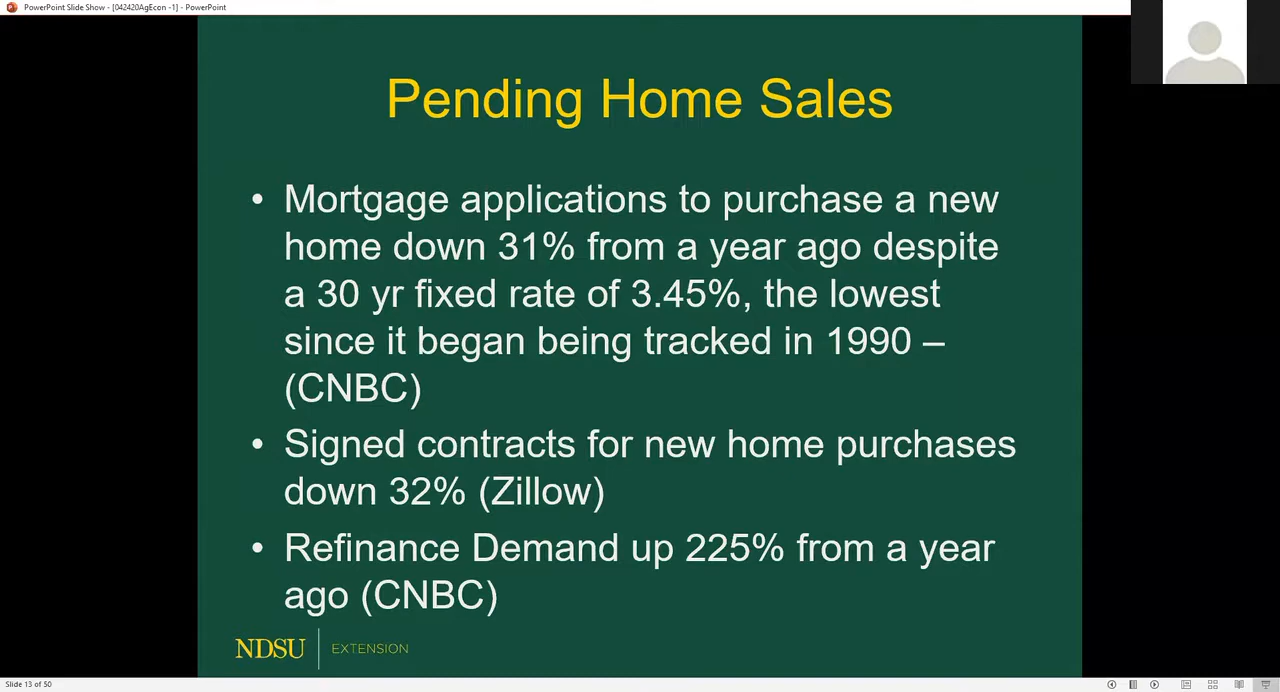 PowerPoint Slide Show - [042420AgEcon -1] - PowerPoint
Pending Home Sales
• Mortgage applications to purchase a new
home down 31% from a year ago despite
a 30 yr fixed rate of 3.45%, the lowest
since it began being tracked in 1990 –
(CNBC)
• Signed contracts for new home purchases
down 32% (Zillow)
• Refinance Demand up 225% from a year
ago (CNBC)
NDSU EXTENSION
Slide 13 of 50